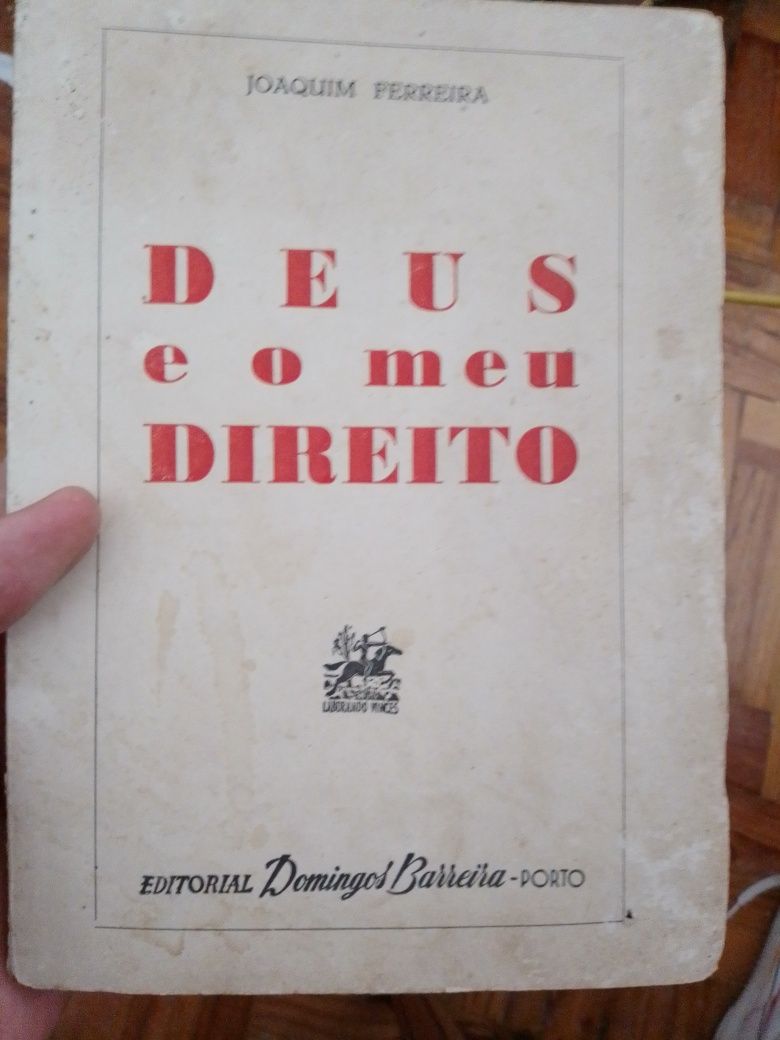 JOAQUIM FERREIRA
DEUS
e o meu
DIREITO
LABORANDO VINCES
EDITORIAL Domingos Barreira - PORTO